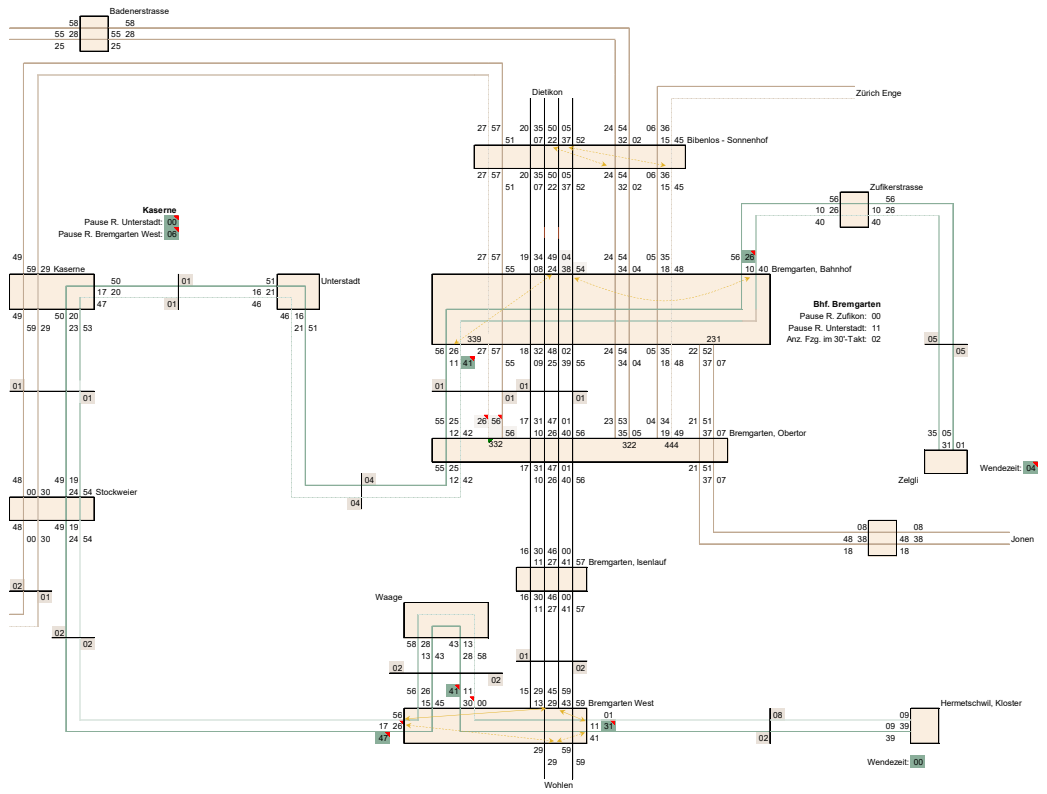 Badenerstrasse
58 58
55 28 55 28
25 25
Dietikon
Zürich Enge
27 57 20 35 50 05 24 54 06 36
51 07 22 37 52 32 02 15 45
Bibenlos - Sonnenhof
27 57 20 35 50 05 24 54 06 36
51 07 22 37 52 32 02 15 45
Zufikerstrasse
56 56
10 26 10 26
40 40
Kaserne
Pause R. Unterstadt: 00
Pause R. Bremgarten West: 06
49
59 29 Kaserne
50 01 51 Unterstadt
17 20 16 21
47 01 46
49 50 20 46 16
59 29 23 53 21 51
27 57 19 34 49 04 24 54 05 35 56 26
55 08 24 38 54 34 04 18 48 10 40
Bremgarten, Bahnhof
Bhf. Bremgarten
Pause R. Zufikon: 00
Pause R. Unterstadt: 11
Anz. Fzg. im 30'-Takt: 02
339 231
56 26 27 57 18 32 48 02 24 54 05 35 22 52
11 41 55 09 25 39 55 34 04 18 48 37 07
05
05
01 01 01 01
01 01 01 01
55 25 26 56 17 31 47 01 23 53 04 34 21 51
12 42 56 10 26 40 56 35 05 19 49 37 07
Bremgarten, Obertor
332 322 444
55 25 17 31 47 01 21 51
12 42 10 26 40 56 37 07
35 05
31 01
Zelgli
Wendezeit: 04
04
04
48 49 19
00 30 24 54 Stockweier
48 49 19
00 30 24 54
08 08
48 38 48 38 Jonen
18 18
16 30 46 00
11 27 41 57 Bremgarten, Isenlauf
16 30 46 00
11 27 41 57
02
01
02
02
Waage
58 28 43 13
13 43 28 58
02
02
01
02
56 26 41 11 15 29 45 59
15 45 30 00 13 29 43 59 Bremgarten West
56 01
17 26 11 31
47 41
29 59
29 59
Wohlen
08
02
Hermetschwil, Kloster
09
09 39
39
Wendezeit: 00